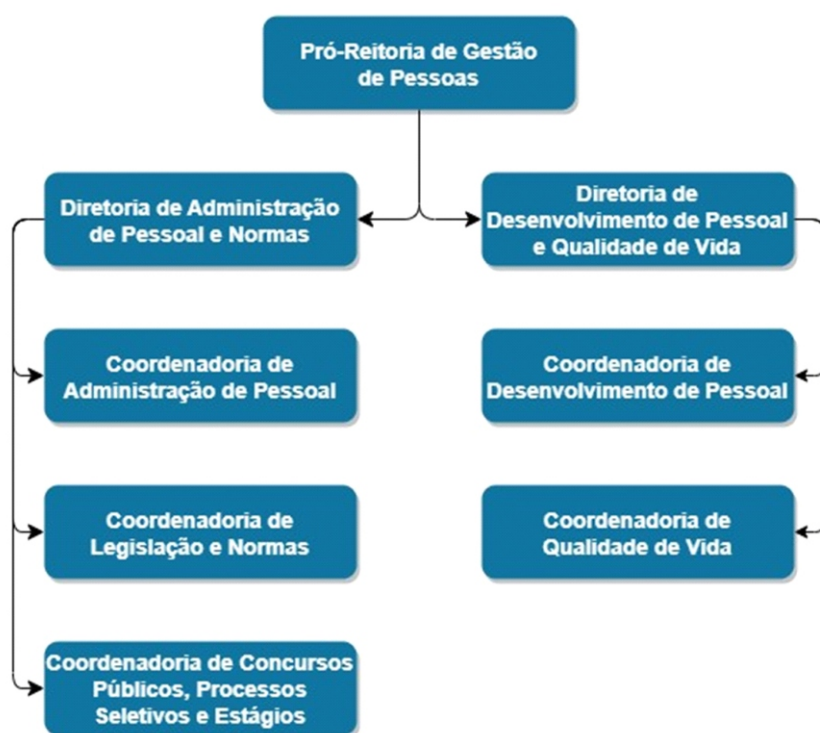 Pró-Reitoria de Gestão
de Pessoas
Diretoria de Administração
de Pessoal e Normas
Diretoria de
Desenvolvimento de Pessoal
e Qualidade de Vida
Coordenadoria de
Administração de Pessoal
Coordenadoria de
Desenvolvimento de Pessoal
Coordenadoria de
Legislação e Normas
Coordenadoria de
Qualidade de Vida
Coordenadoria de Concursos
Públicos, Processos
Seletivos e Estágios